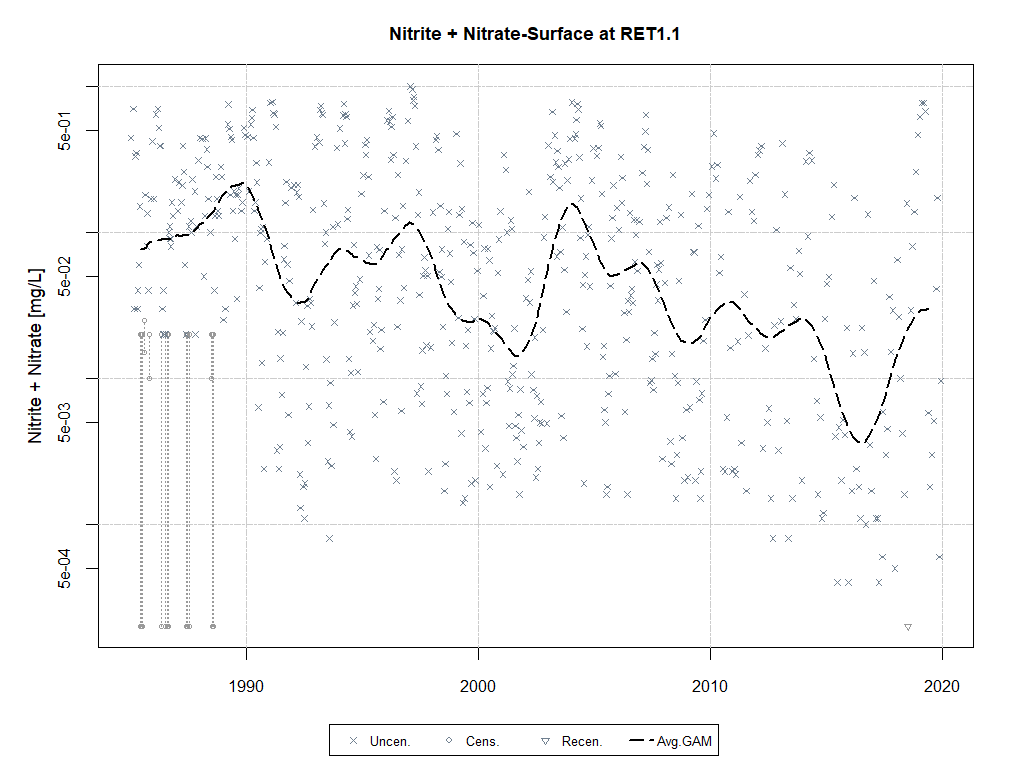 Nitrite + Nitrate-Surface at RET1.1
Nitrite + Nitrate [mg/L]
5e-01
5e-02
5e-03
5e-04
1990 2000 2010 2020
Uncen. Cens. Recen. Avg.GAM